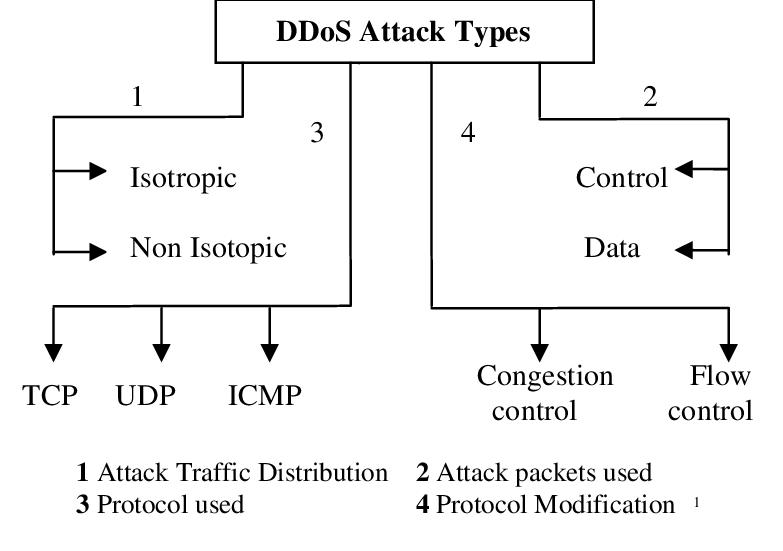 DDoS Attack Types
1
2
3
4
Isotropic
Control
Non Isotopic
Data
TCP UDP ICMP
Congestion control
Flow control
1 Attack Traffic Distribution 2 Attack packets used
3 Protocol used 4 Protocol Modification 1